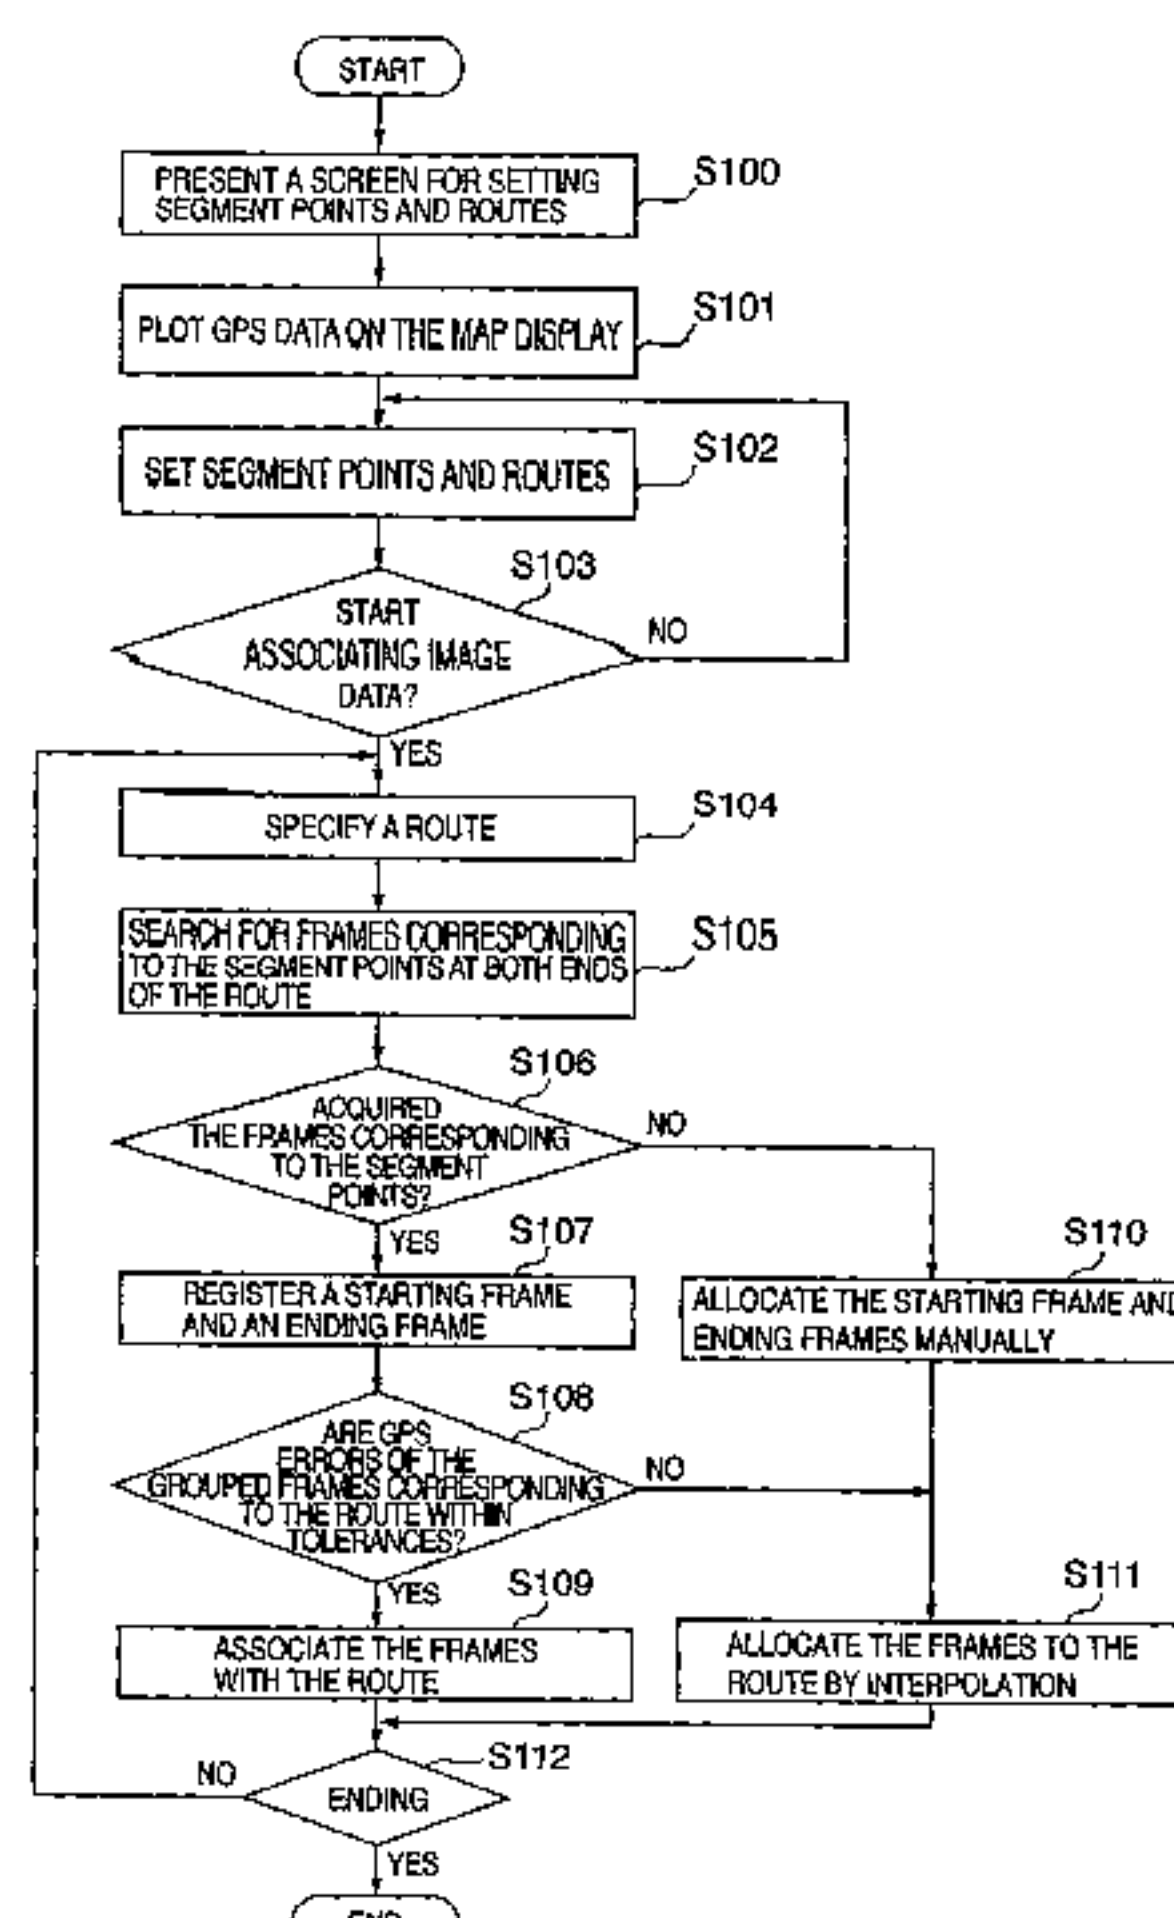 START
PRESENT A SCREEN FOR SETTING
SEGMENT POINTS AND ROUTES
S100
PLOT GPS DATA ON THE MAP DISPLAY
S101
SET SEGMENT POINTS AND ROUTES
S102
S103
START
ASSOCIATING IMAGE
DATA?
NO
YES
SPECIFY A ROUTE
S104
SEARCH FOR FRAMES CORRESPONDING
TO THE SEGMENT POINTS AT BOTH ENDS
OF THE ROUTE
S105
S106
ACQUIRED
THE FRAMES CORRESPONDING
TO THE SEGMENT
POINTS?
NO
YES
S107
REGISTER A STARTING FRAME
AND AN ENDING FRAME
S110
ALLOCATE THE STARTING FRAME AND
ENDING FRAMES MANUALLY
S108
ARE GPS
ERRORS OF THE
GROUPED FRAMES CORRESPONDING
TO THE ROUTE WITHIN
TOLERANCES?
NO
YES
S109
ASSOCIATE THE FRAMES
WITH THE ROUTE
S111
ALLOCATE THE FRAMES TO THE
ROUTE BY INTERPOLATION
S112
NO
ENDING
YES
END